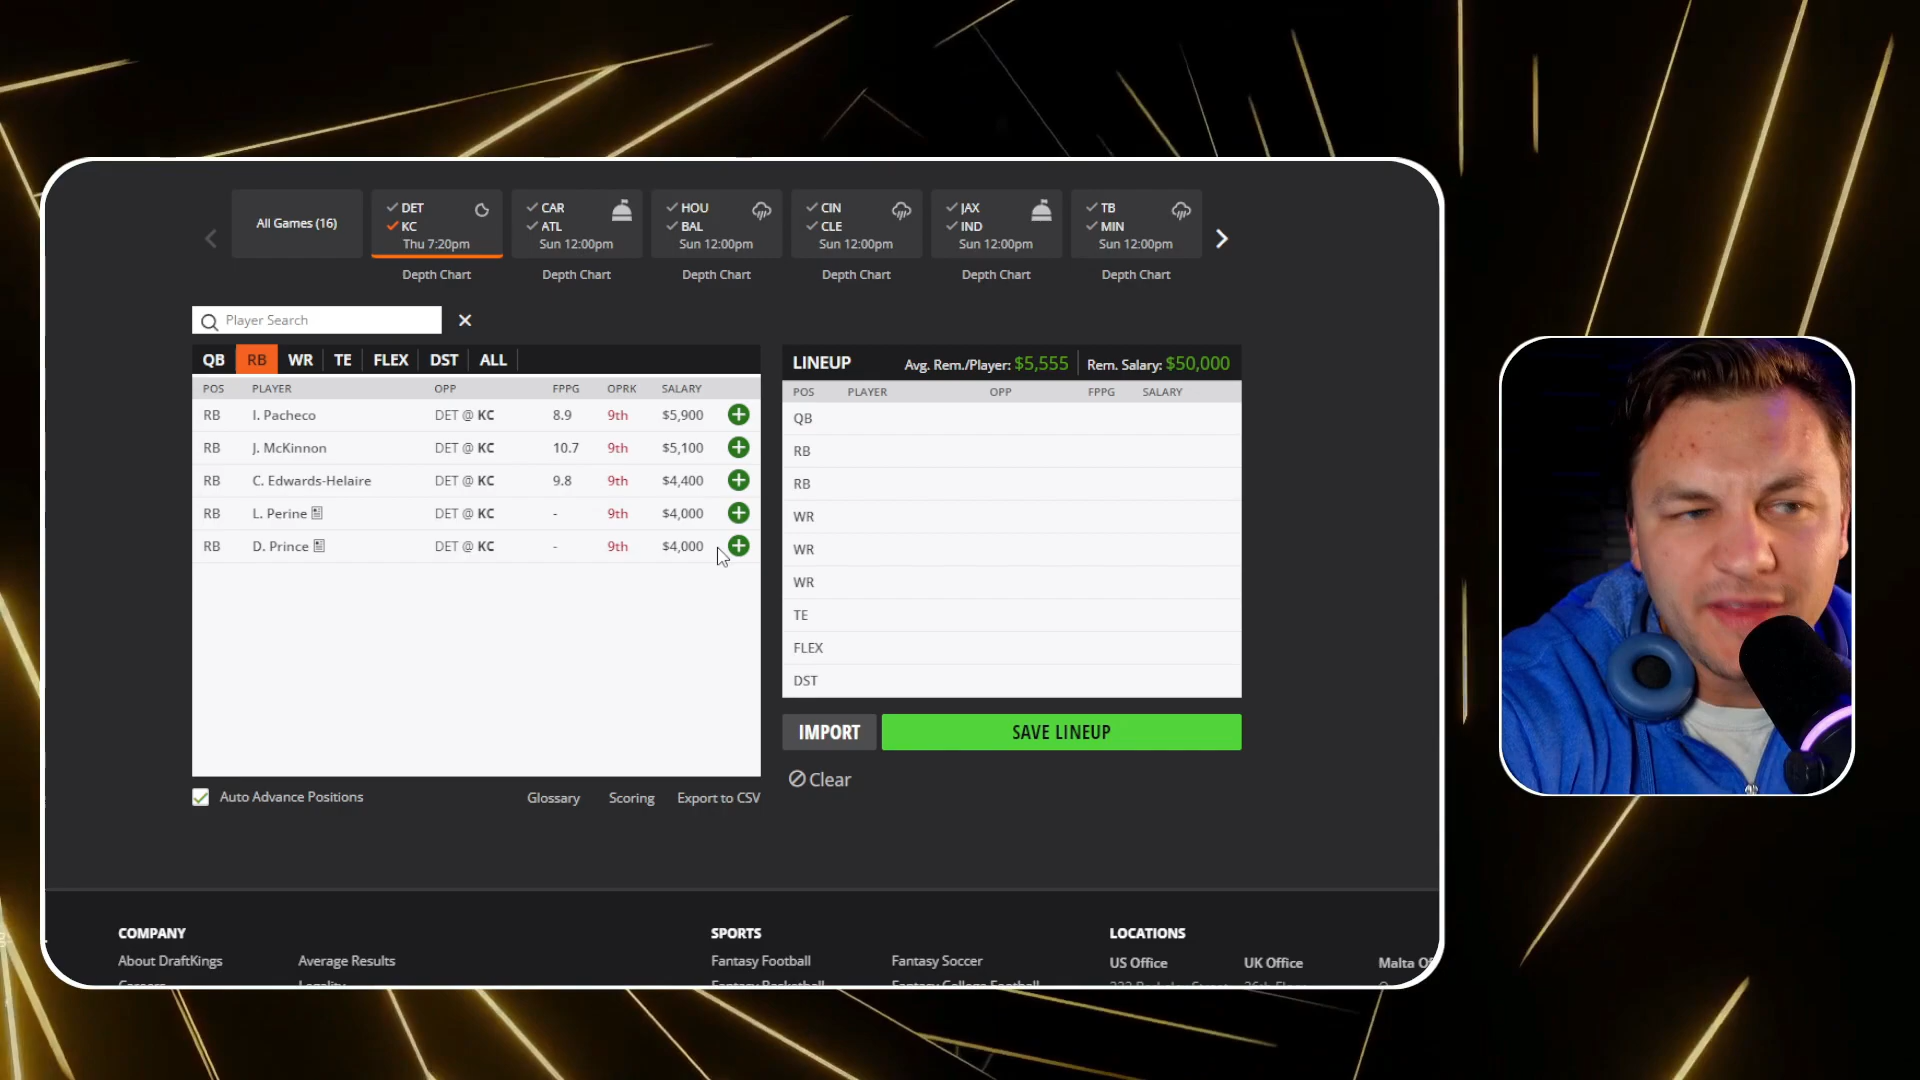 All Games (16)
DET
KC
Thu 7:20pm
CAR
ATL
Sun 12:00pm
HOU
BAL
Sun 12:00pm
CIN
CLE
Sun 12:00pm
JAX
IND
Sun 12:00pm
TB
MIN
Sun 12:00pm
Depth Chart
Depth Chart
Depth Chart
Depth Chart
Depth Chart
Depth Chart
Player Search
QB RB WR TE FLEX DST ALL
POS PLAYER OPP FPPG OPRK SALARY
RB I. Pacheco DET @ KC 8.9 9th $5,900
RB J. McKinnon DET @ KC 10.7 9th $5,100
RB C. Edwards-Helaire DET @ KC 9.8 9th $4,400
RB L. Perine DET @ KC - 9th $4,000
RB D. Prince DET @ KC - 9th $4,000
Auto Advance Positions
Glossary Scoring Export to CSV
LINEUP Avg. Rem./Player: $5,555 Rem. Salary: $50,000
POS PLAYER OPP FPPG SALARY
QB
RB
RB
WR
WR
WR
TE
FLEX
DST
IMPORT SAVE LINEUP
Clear
COMPANY
About DraftKings Average Results
Careers Legality
SPORTS
Fantasy Football Fantasy Soccer
Fantasy Basketball Fantasy College Football
LOCATIONS
US Office UK Office Malta